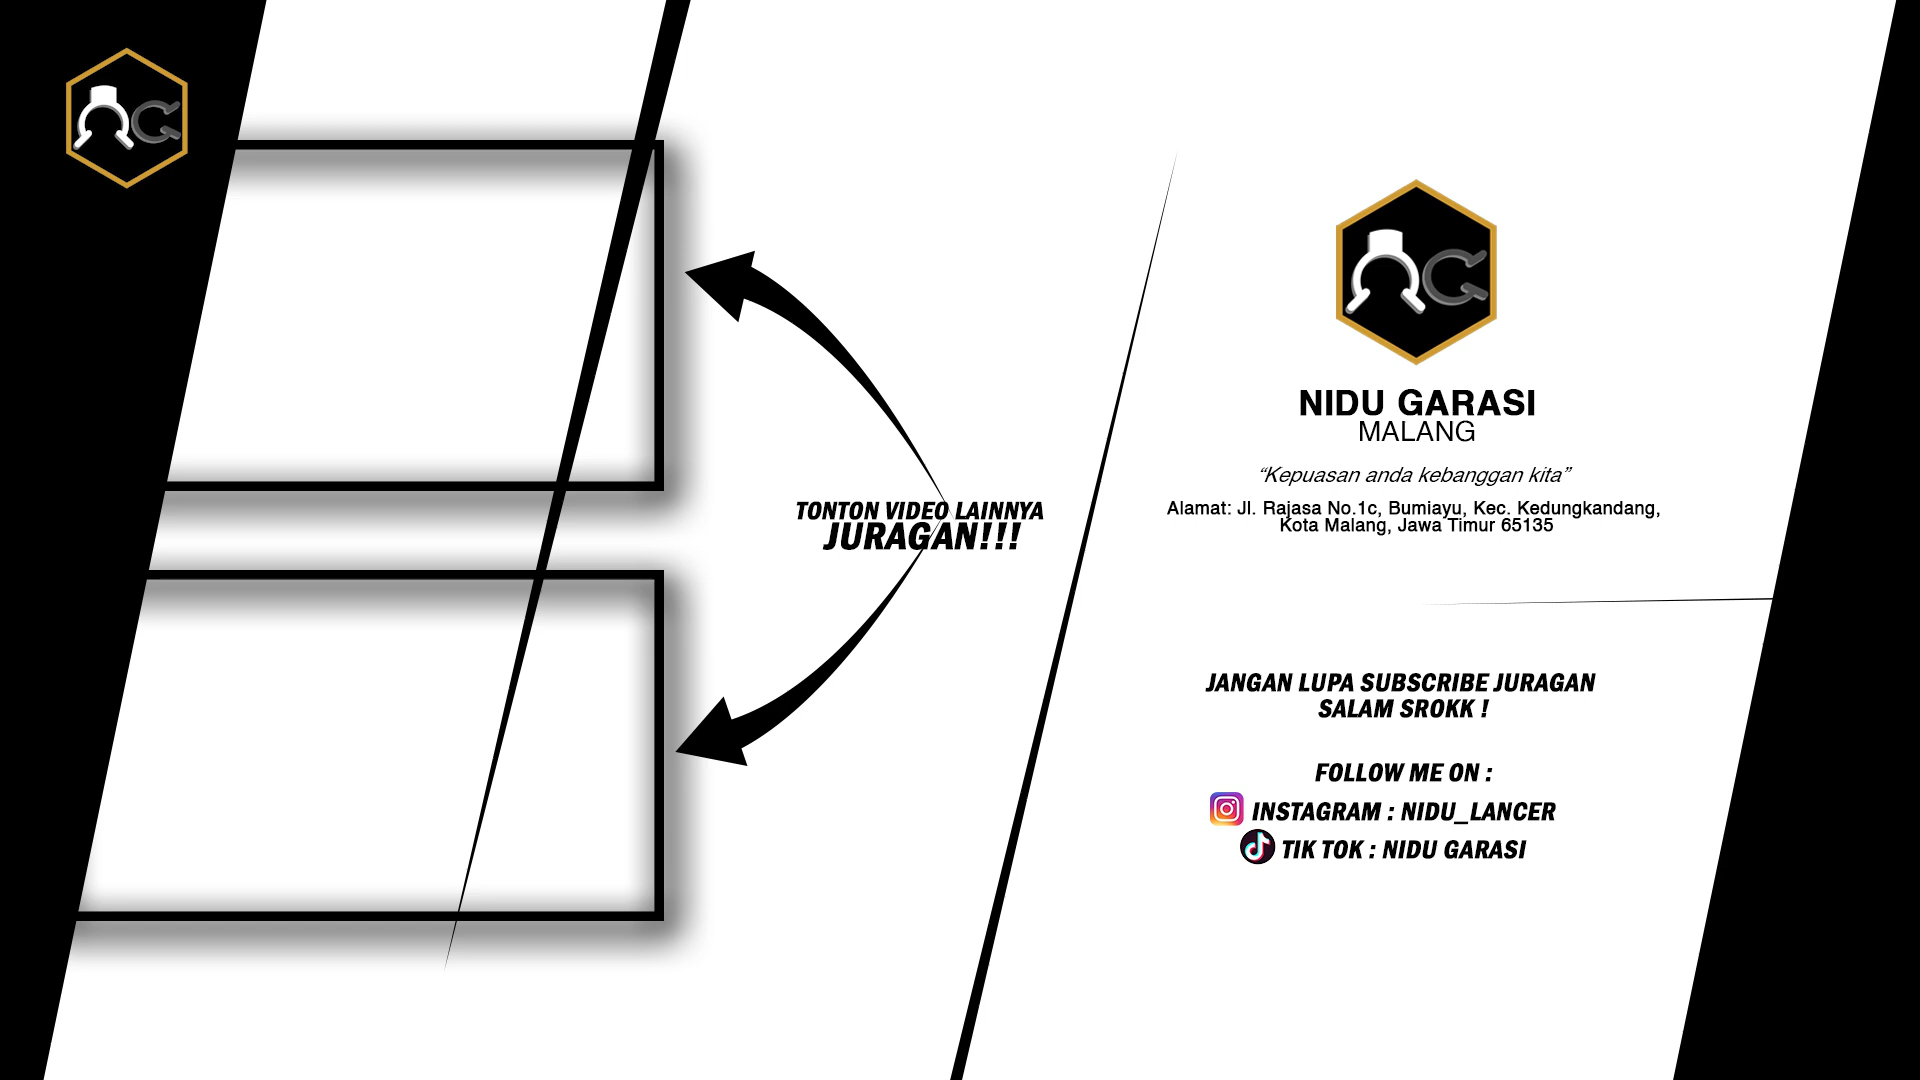 TONTON VIDEO LAINNYA
JURAGAN!!!
NIDU GARASI
MALANG
“Kepuasan anda kebanggan kita”
Alamat: Jl. Rajasa No.1c, Bumiayu, Kec. Kedungkandang,
Kota Malang, Jawa Timur 65135
JANGAN LUPA SUBSCRIBE JURAGAN
SALAM SROKK !
FOLLOW ME ON :
INSTAGRAM : NIDU_LANCER
TIK TOK : NIDU GARASI